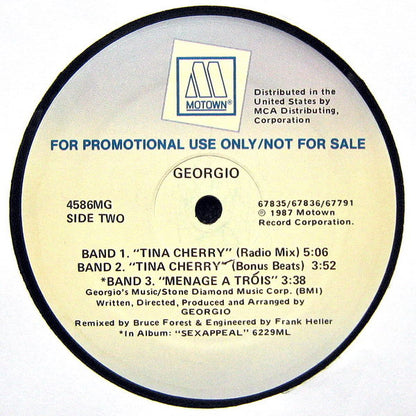 MOTOWN®
Distributed in the
United States by
MCA Distributing,
Corporation
FOR PROMOTIONAL USE ONLY/NOT FOR SALE
GEORGIO
4586MG
SIDE TWO
67835/67836/67791
℗ 1987 Motown
Record Corporation.
BAND 1. "TINA CHERRY" (Radio Mix) 5:06
BAND 2. "TINA CHERRY" (Bonus Beats) 3:52
*BAND 3. "MENAGE A TROIS" 3:38
Georgio's Music/Stone Diamond Music Corp. (BMI)
Written, Directed, Produced and Arranged by
GEORGIO
Remixed by Bruce Forest & Engineered by Frank Heller
*In Album: "SEXAPPEAL" 6229ML